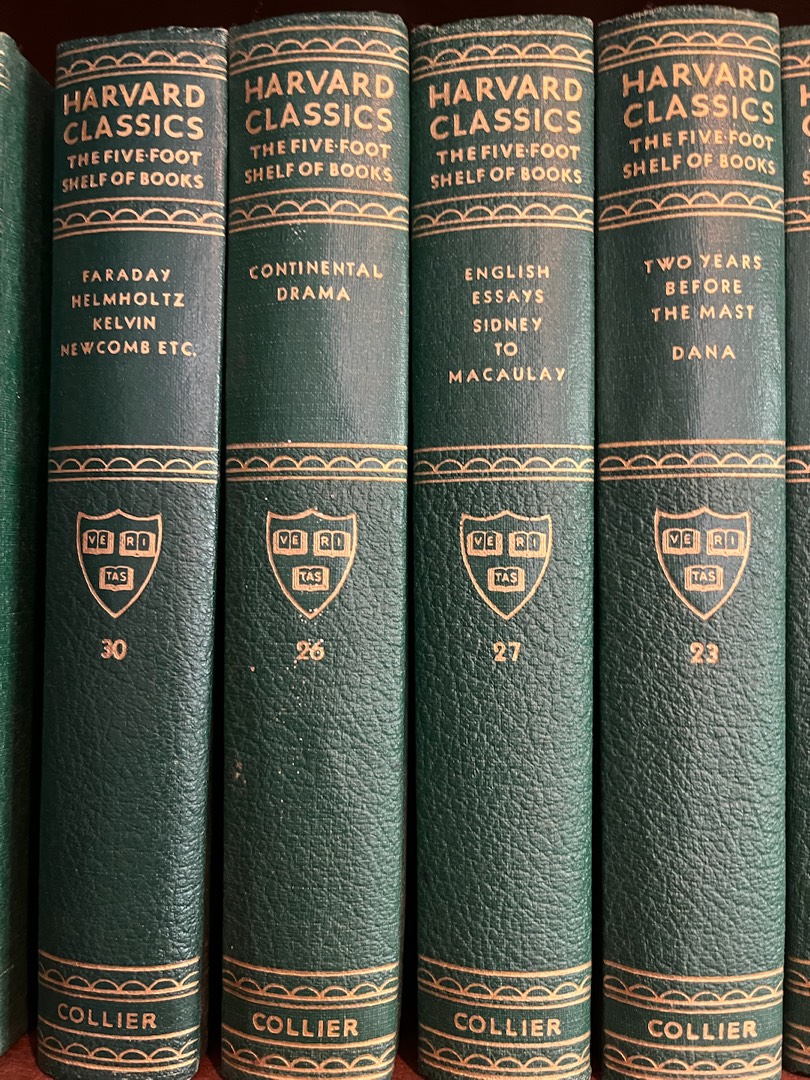 HARVARD
CLASSICS
THE FIVE-FOOT
SHELF OF BOOKS
FARADAY
HELMHOLTZ
KELVIN
NEWCOMB ETC.
VE RI
TAS
30
COLLIER
HARVARD
CLASSICS
THE FIVE-FOOT
SHELF OF BOOKS
CONTINENTAL
DRAMA
VE RI
TAS
26
COLLIER
HARVARD
CLASSICS
THE FIVE-FOOT
SHELF OF BOOKS
ENGLISH
ESSAYS
SIDNEY
TO
MACAULAY
VE RI
TAS
27
COLLIER
HARVARD
CLASSICS
THE FIVE-FOOT
SHELF OF BOOKS
TWO YEARS
BEFORE
THE MAST
DANA
VE RI
TAS
23
COLLIER